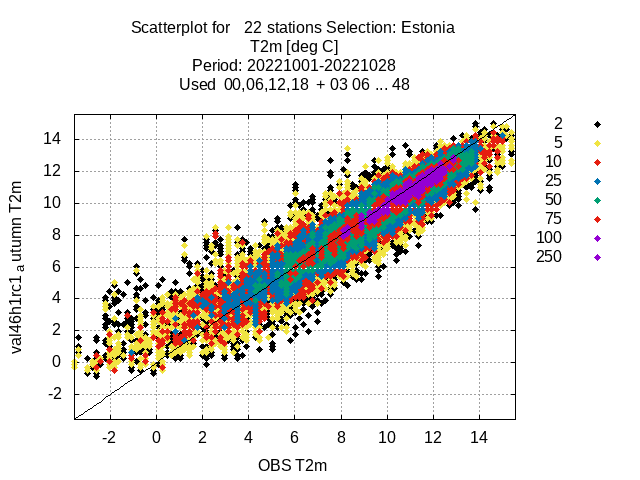 Scatterplot for 22 stations Selection: Estonia
T2m [deg C]
Period: 20221001-20221028
Used 00,06,12,18 + 03 06 ... 48
val46h1rc1 a utumn T2m
14
12
10
8
6
4
2
0
-2
-2 0 2 4 6 8 10 12 14
OBS T2m
2
5
10
25
50
75
100
250